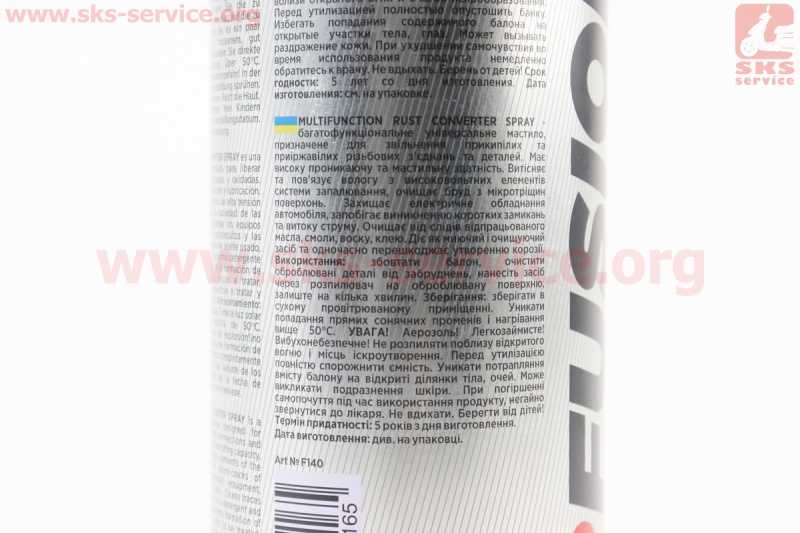 www.sks-service.org
SKS
service
Перед утилизацией полностью опустошить банку.
Избегать попадания содержимого балона на
открытые участки тела, глаз. Может вызывать
раздражение кожи. При ухудшении самочувствия во
время использования продукта немедленно
обратитесь к врачу. Не вдыхать. Беречь от детей! Срок
годности: 5 лет со дня изготовления. Дата
изготовления: см. на упаковке.
MULTIFUNCTION RUST CONVERTER SPRAY -
багатофункціональне універсальне мастило,
призначене для звільнення прикипілих та
приіржавілих різьбових з'єднань та деталей. Має
високу проникаючу та мастильну здатність. Витісняє
та пов'язує вологу з високовольтних елементів
системи запалювання, очищає бруд з мікротріщин
поверхонь. Захищає електричне обладнання
автомобіля, запобігає виникненню коротких замикань
та витоку струму. Очищає від слідів відпрацьованого
масла, смоли, воску, клею. Діє як миючий і очищуючий
засіб та одночасно перешкоджає утворенню корозії.
Використання: збовтати балон, очистити
оброблювані деталі від забруднень, нанесіть засіб
через розпилювач на оброблювану поверхню,
залиште на кілька хвилин. Зберігання: зберігати в
сухому провітрюваному приміщенні. Уникати
попадання прямих сонячних променів і нагрівання
вище 50°C. УВАГА! Аерозоль! Легкозаймисте!
Вибухонебезпечне! Не розпиляти поблизу відкритого
вогню і місць іскроутворення. Перед утилізацією
повністю спорожнити ємність. Уникати потрапляння
вмісту балону на відкриті ділянки тіла, очей. Може
викликати подразнення шкіри. При погіршенні
самопочуття під час використання продукту, негайно
звернутися до лікаря. Не вдихати. Берегти від дітей!
Термін придатності: 5 років з дня виготовлення.
Дата виготовлення: див. на упаковці.
Art № F140
165
FUSIO
www.sks-service.org